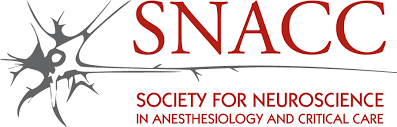 SNACC
SOCIETY FOR NEUROSCIENCE
IN ANESTHESIOLOGY AND CRITICAL CARE